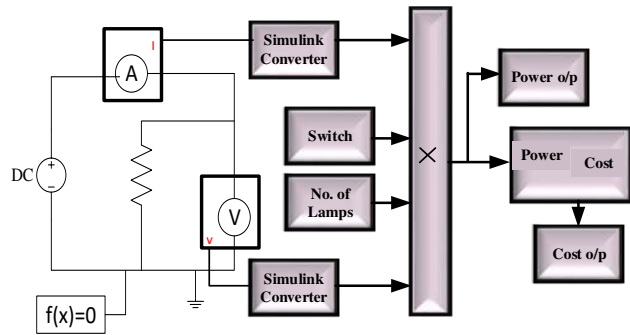 I
Simulink
Converter
A
Power o/p
DC
+
−
Switch
×
Power Cost
V
No. of
Lamps
v
Cost o/p
Simulink
Converter
f(x)=0